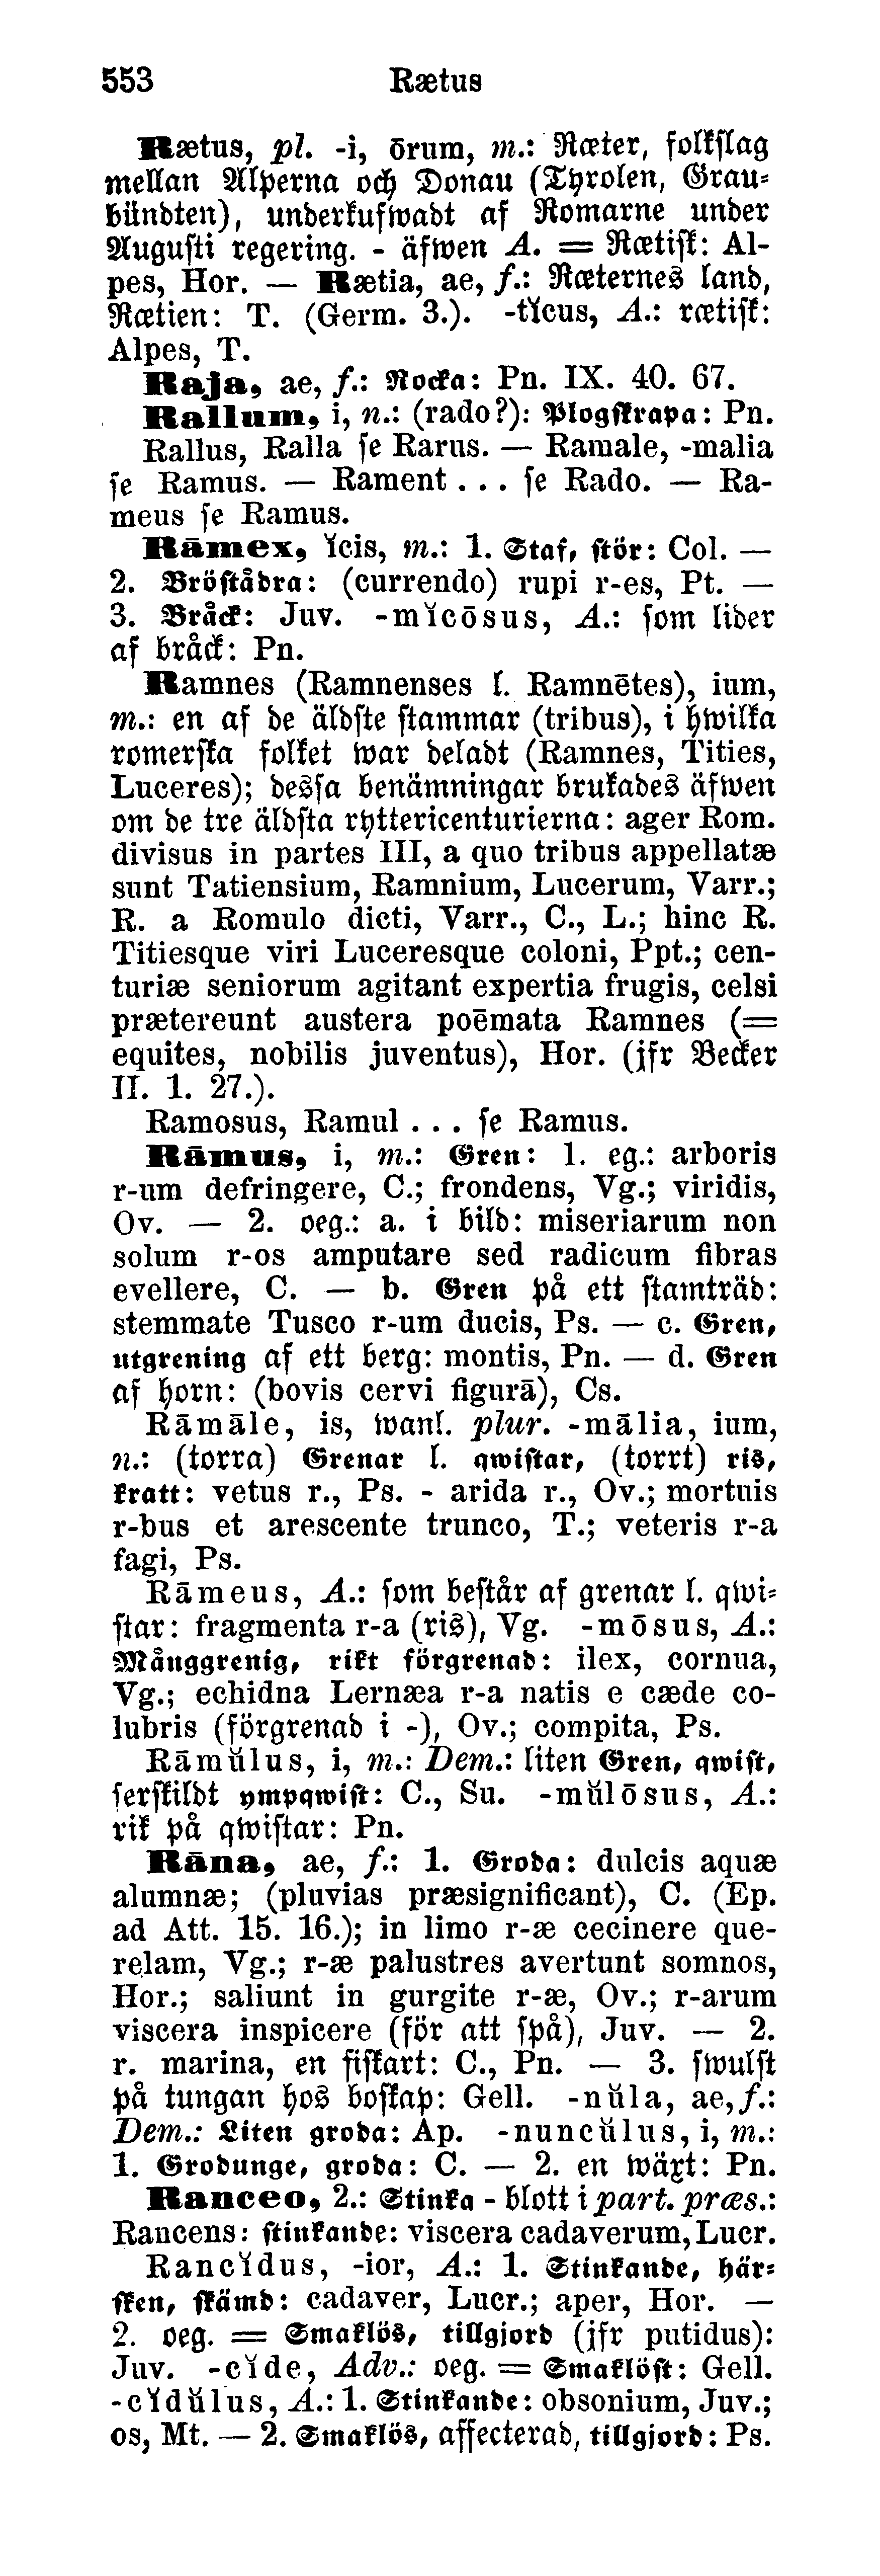 553 Rætus
Rætus, pl. -i, ōrum, m.: Ræter, folkslag
mellan Alperna och Donau (Tyrolen, Grau-
bündten), underkufwadt af Romarne under
Augusti regering. - äfwen A. = Rætisk: Al-
pes, Hor. — Rætia, ae, f.: Ræternes land,
Rætien: T. (Germ. 3.). -tĭcus, A.: rætisk:
Alpes, T.
Raja, ae, f.: Rocka: Pn. IX. 40. 67.
Rallum, i, n.: (rado?): Plogskrapa: Pn.
Rallus, Ralla se Rarus. — Ramale, -malia
se Ramus. — Rament . . . se Rado. — Ra-
meus se Ramus.
Rāmex, ĭcis, m.: 1. Staf, stör: Col. —
2. Bröstådra: (currendo) rupi r-es, Pt. —
3. Bråck: Juv. -mĭcōsus, A.: som lider
af bråck: Pn.
Ramnes (Ramnenses l. Ramnētes), ium,
m.: en af de äldste stammar (tribus), i hwilka
romerska folket war deladt (Ramnes, Tities,
Luceres); dessa benämningar brukades äfwen
om de tre äldsta ryttericenturierna: ager Rom.
divisus in partes III, a quo tribus appellatæ
sunt Tatiensium, Ramnium, Lucerum, Varr.;
R. a Romulo dicti, Varr., C., L.; hinc R.
Titiesque viri Luceresque coloni, Ppt.; cen-
turiæ seniorum agitant expertia frugis, celsi
prætereunt austera poēmata Ramnes (=
equites, nobilis juventus), Hor. (jfr Becker
II. 1. 27.).
Ramosus, Ramul . . . se Ramus.
Rāmus, i, m.: Gren: 1. eg.: arboris
r-um defringere, C.; frondens, Vg.; viridis,
Ov. — 2. oeg.: a. i bild: miseriarum non
solum r-os amputare sed radicum fibras
evellere, C. — b. Gren på ett stamträd:
stemmate Tusco r-um ducis, Ps. — c. Gren,
utgrening af ett berg: montis, Pn. — d. Gren
af horn: (bovis cervi figurā), Cs.
Rāmāle, is, wanl. plur. -mālia, ium,
n.: (torra) Grenar l. qwistar, (torrt) ris,
kratt: vetus r., Ps. - arida r., Ov.; mortuis
r-bus et arescente trunco, T.; veteris r-a
fagi, Ps.
Rāmeus, A.: som består af grenar l. qwi-
star: fragmenta r-a (ris), Vg. -mōsus, A.:
Månggrenig, rikt förgrenad: ilex, cornua,
Vg.; echidna Lernæa r-a natis e cæde co-
lubris (förgrenad i -), Ov.; compita, Ps.
Rāmŭlus, i, m.: Dem.: liten Gren, qwist,
serskildt ympqwist: C., Su. -mŭlōsus, A.:
rik på qwistar: Pn.
Rāna, ae, f.: 1. Groda: dulcis aquæ
alumnæ; (pluvias præsignificant), C. (Ep.
ad Att. 15. 16.); in limo r-æ cecinere que-
relam, Vg.; r-æ palustres avertunt somnos,
Hor.; saliunt in gurgite r-æ, Ov.; r-arum
viscera inspicere (för att spå), Juv. — 2.
r. marina, en fiskart: C., Pn. — 3. swulst
på tungan hos boskap: Gell. -nŭla, ae, f.:
Dem.: Liten groda: Ap. -nuncŭlus, i, m.:
1. Grodunge, groda: C. — 2. en wäxt: Pn.
Ranceo, 2.: Stinka - blott i part. præs.:
Rancens: stinkande: viscera cadaverum, Lucr.
Rancĭdus, -ior, A.: 1. Stinkande, här-
sken, skämd: cadaver, Lucr.; aper, Hor. —
2. oeg. = Smaklös, tillgjord (jfr putidus):
Juv. -cĭde, Adv.: oeg. = Smaklöst: Gell.
-cĭdŭlus, A.: 1. Stinkande: obsonium, Juv.;
os, Mt. — 2. Smaklös, affecterad, tillgjord: Ps.